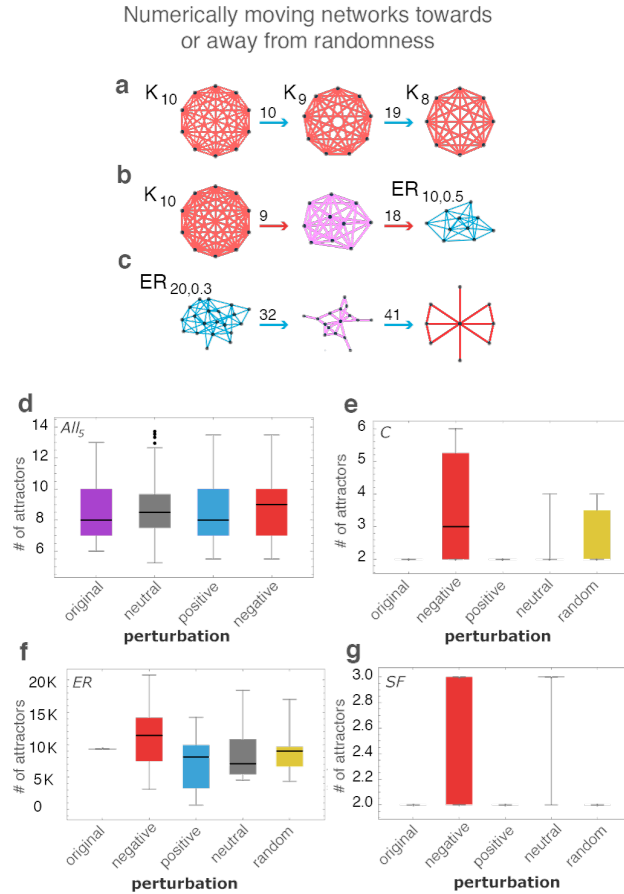 Numerically moving networks towards
or away from randomness
a
K10 10 K9 19 K8
b
K10 9 18 ER10,0.5
c
ER20,0.3 32 41
d
All5
# of attractors
14
12
10
8
6
original neutral positive negative
perturbation
e
C
# of attractors
6
5
4
3
2
original negative positive neutral random
perturbation
f
ER
# of attractors
20K
15K
10K
5K
0
original negative positive neutral random
perturbation
g
SF
# of attractors
3.0
2.8
2.6
2.4
2.2
2.0
original negative positive neutral random
perturbation